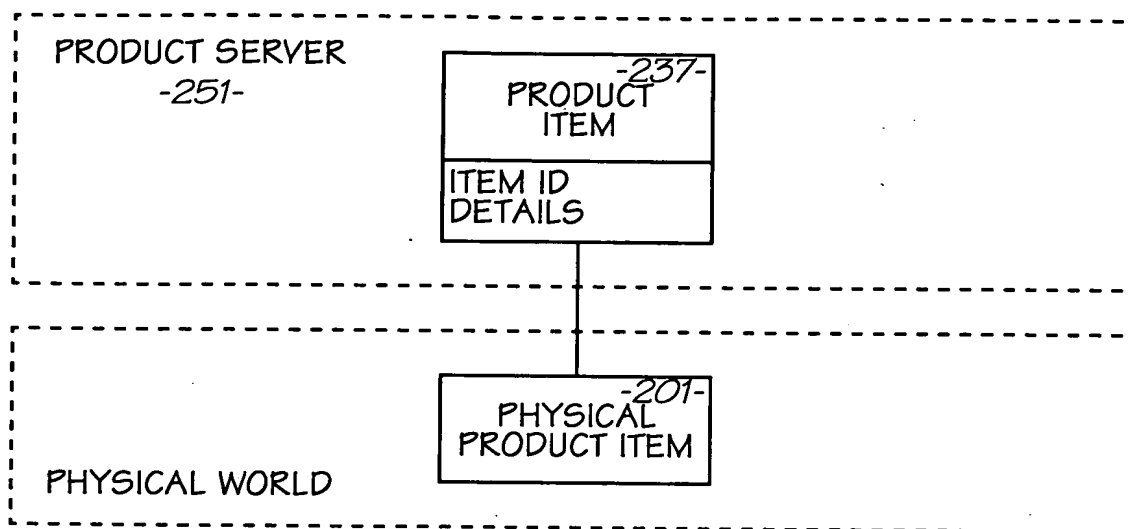 PRODUCT SERVER
-251-
-237-
PRODUCT
ITEM
ITEM ID
DETAILS
-201-
PHYSICAL
PRODUCT ITEM
PHYSICAL WORLD